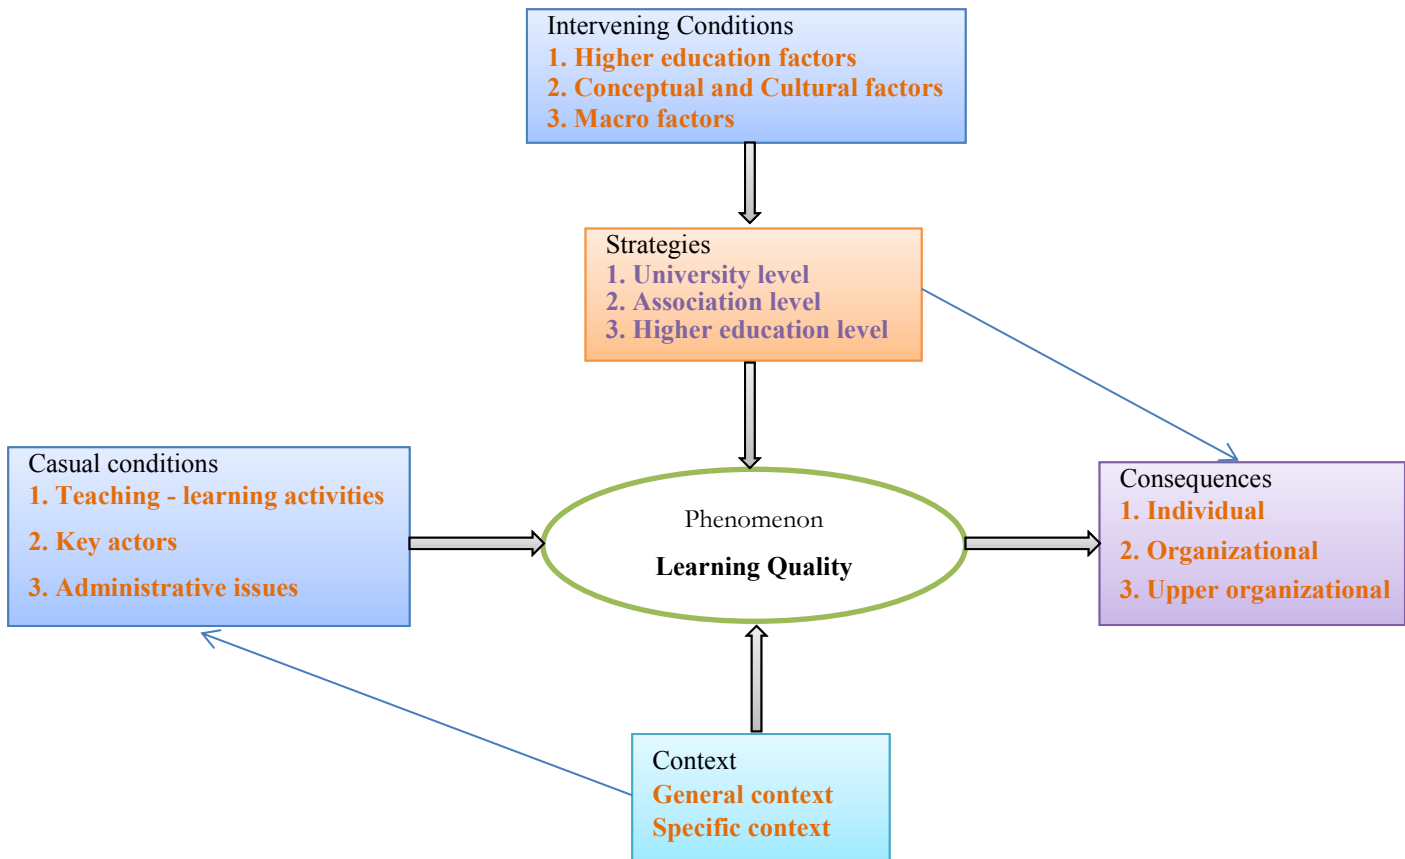 Intervening Conditions
1. Higher education factors
2. Conceptual and Cultural factors
3. Macro factors
Strategies
1. University level
2. Association level
3. Higher education level
Casual conditions
1. Teaching - learning activities
2. Key actors
3. Administrative issues
Phenomenon
Learning Quality
Consequences
1. Individual
2. Organizational
3. Upper organizational
Context
General context
Specific context